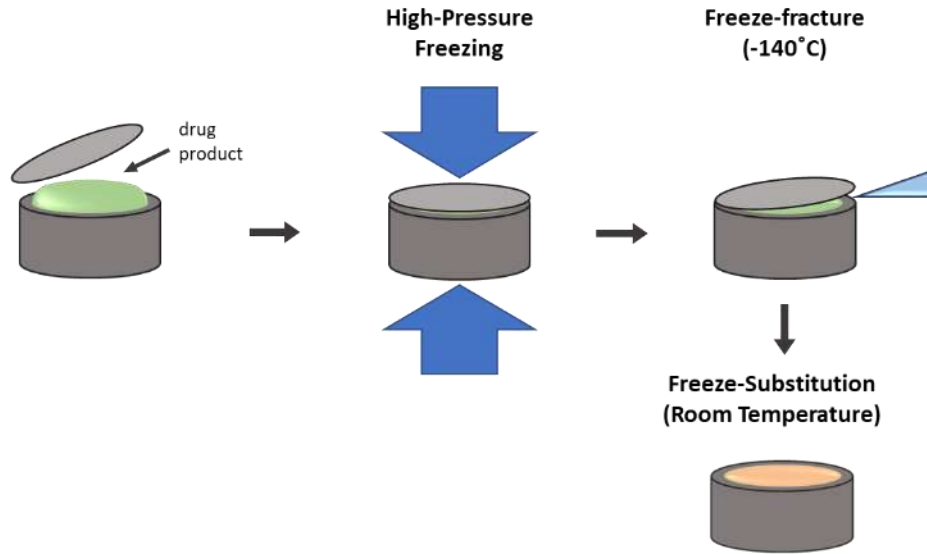 High-Pressure
Freezing
Freeze-fracture
(-140˚C)
drug
product
Freeze-Substitution
(Room Temperature)